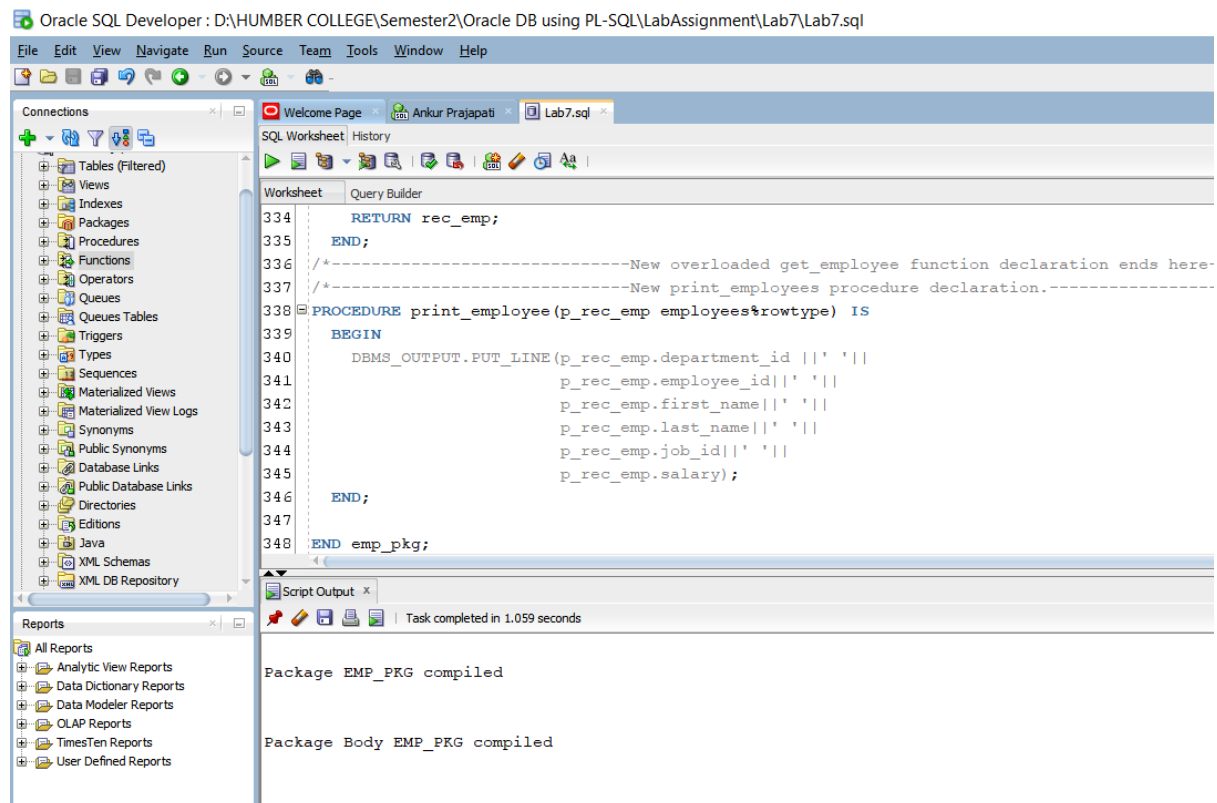 Oracle SQL Developer : D:\HUMBER COLLEGE\Semester2\Oracle DB using PL-SQL\LabAssignment\Lab7\Lab7.sql
File Edit View Navigate Run Source Team Tools Window Help
Connections
Tables (Filtered)
Views
Indexes
Packages
Procedures
Functions
Operators
Queues
Queues Tables
Triggers
Types
Sequences
Materialized Views
Materialized View Logs
Synonyms
Public Synonyms
Database Links
Public Database Links
Directories
Editions
Java
XML Schemas
XML DB Repository
Reports
All Reports
Analytic View Reports
Data Dictionary Reports
Data Modeler Reports
OLAP Reports
TimesTen Reports
User Defined Reports
Welcome Page Ankur Prajapati Lab7.sql
SQL Worksheet History
Worksheet Query Builder
334 RETURN rec_emp;
335 END;
336 /*------------------------------New overloaded get_employee function declaration ends here-
337 /*------------------------------New print_employees procedure declaration.-----------------
338 PROCEDURE print_employee(p_rec_emp employees%rowtype) IS
339 BEGIN
340 DBMS_OUTPUT.PUT_LINE(p_rec_emp.department_id ||' '||
341 p_rec_emp.employee_id||' '||
342 p_rec_emp.first_name||' '||
343 p_rec_emp.last_name||' '||
344 p_rec_emp.job_id||' '||
345 p_rec_emp.salary);
346 END;
347
348 END emp_pkg;
Script Output x
Task completed in 1.059 seconds
Package EMP_PKG compiled
Package Body EMP_PKG compiled